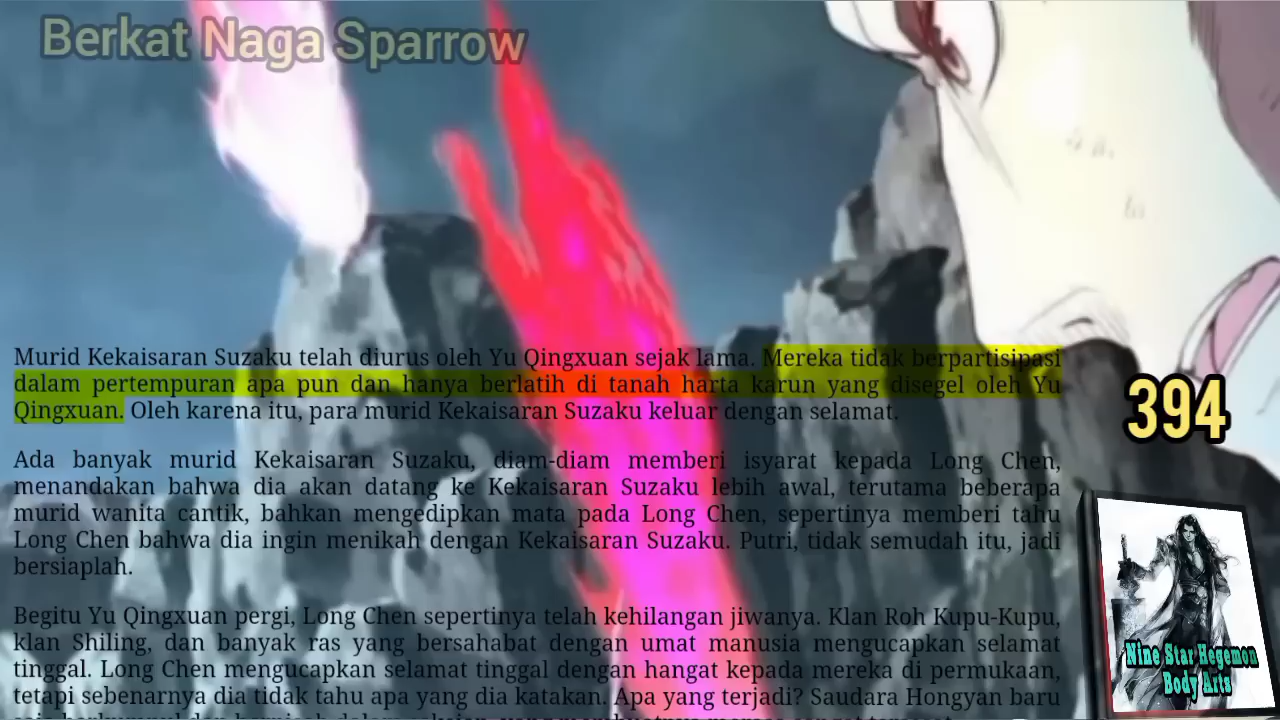 Berkat Naga Sparrow
Murid Kekaisaran Suzaku telah diurus oleh Yu Qingxuan sejak lama. Mereka tidak berpartisipasi
dalam pertempuran apa pun dan hanya berlatih di tanah harta karun yang disegel oleh Yu
Qingxuan. Oleh karena itu, para murid Kekaisaran Suzaku keluar dengan selamat.
394
Ada banyak murid Kekaisaran Suzaku, diam-diam memberi isyarat kepada Long Chen,
menandakan bahwa dia akan datang ke Kekaisaran Suzaku lebih awal, terutama beberapa
murid wanita cantik, bahkan mengedipkan mata pada Long Chen, sepertinya memberi tahu
Long Chen bahwa dia ingin menikah dengan Kekaisaran Suzaku. Putri, tidak semudah itu, jadi
bersiaplah.
Begitu Yu Qingxuan pergi, Long Chen sepertinya telah kehilangan jiwanya. Klan Roh Kupu-Kupu,
klan Shiling, dan banyak ras yang bersahabat dengan umat manusia mengucapkan selamat
tinggal. Long Chen mengucapkan selamat tinggal dengan hangat kepada mereka di permukaan,
tetapi sebenarnya dia tidak tahu apa yang dia katakan. Apa yang terjadi? Saudara Hongyan baru
Nine Star Hegemon
Body Arts